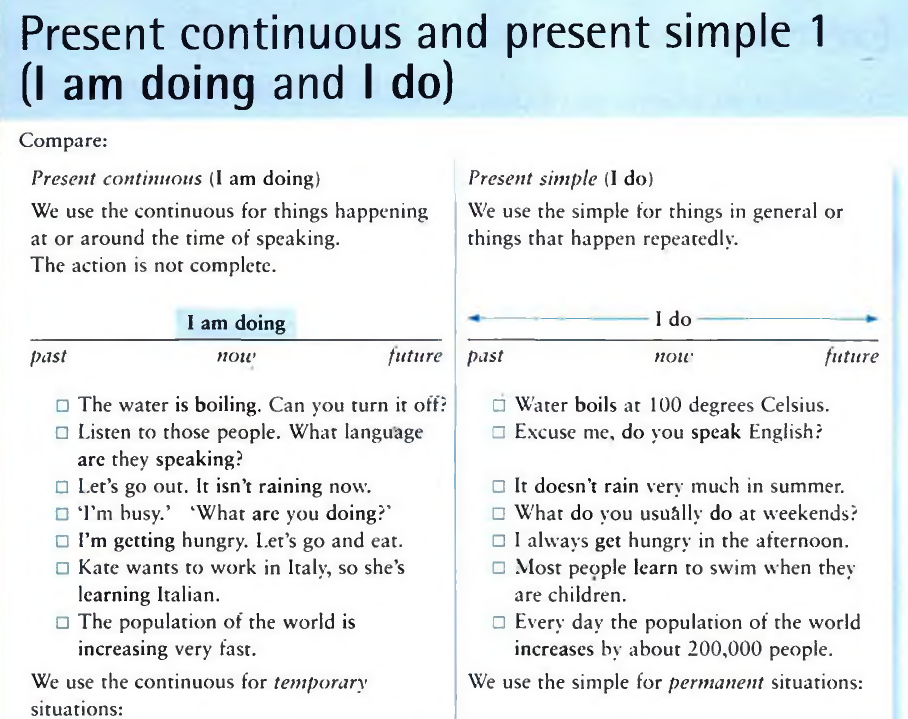 Present continuous and present simple 1
(I am doing and I do)
Compare:
Present continuous (I am doing)
We use the continuous for things happening
at or around the time of speaking.
The action is not complete.
I am doing
past now future
The water is boiling. Can you turn it off?
Listen to those people. What language
are they speaking?
Let's go out. It isn't raining now.
'I'm busy.' 'What are you doing?'
I'm getting hungry. Let's go and eat.
Kate wants to work in Italy, so she's
learning Italian.
The population of the world is
increasing very fast.
We use the continuous for temporary
situations:
Present simple (I do)
We use the simple for things in general or
things that happen repeatedly.
I do
past now future
Water boils at 100 degrees Celsius.
Excuse me, do you speak English?
It doesn't rain very much in summer.
What do you usually do at weekends?
I always get hungry in the afternoon.
Most people learn to swim when they
are children.
Every day the population of the world
increases by about 200,000 people.
We use the simple for permanent situations: